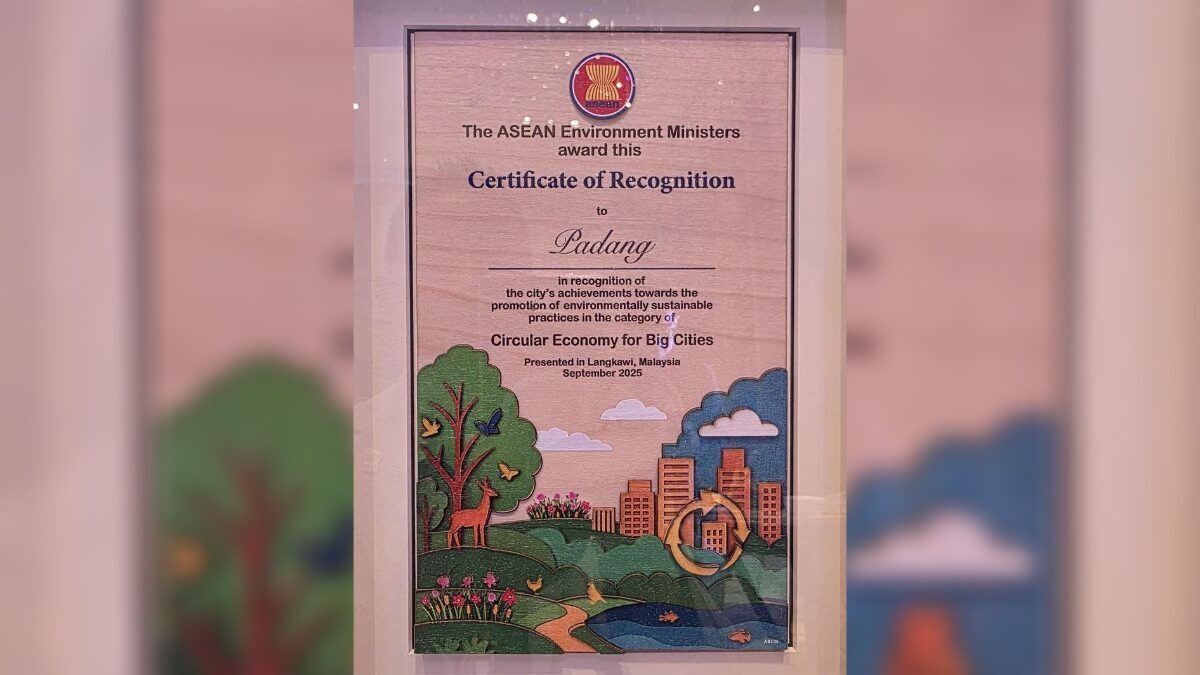 asean
The ASEAN Environment Ministers
award this
Certificate of Recognition
to
Padang
in recognition of
the city's achievements towards the
promotion of environmentally sustainable
practices in the category of
Circular Economy for Big Cities
Presented in Langkawi, Malaysia
September 2025
ARCH